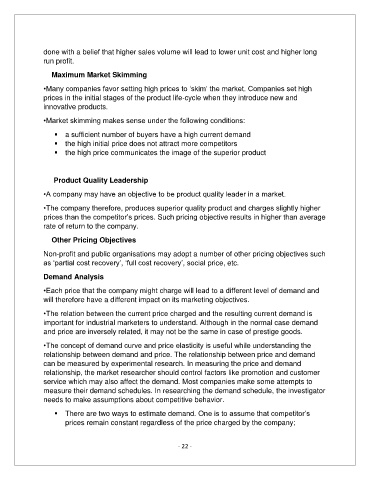 done with a belief that higher sales volume will lead to lower unit cost and higher long
run profit.
Maximum Market Skimming
•Many companies favor setting high prices to 'skim' the market, Companies set high
prices in the initial stages of the product life-cycle when they introduce new and
innovative products.
•Market skimming makes sense under the following conditions:
▪ a sufficient number of buyers have a high current demand
▪ the high initial price does not attract more competitors
▪ the high price communicates the image of the superior product
Product Quality Leadership
•A company may have an objective to be product quality leader in a market.
•The company therefore, produces superior quality product and charges slightly higher
prices than the competitor's prices. Such pricing objective results in higher than average
rate of return to the company.
Other Pricing Objectives
Non-profit and public organisations may adopt a number of other pricing objectives such
as 'partial cost recovery', 'full cost recovery', social price, etc.
Demand Analysis
•Each price that the company might charge will lead to a different level of demand and
will therefore have a different impact on its marketing objectives.
•The relation between the current price charged and the resulting current demand is
important for industrial marketers to understand. Although in the normal case demand
and price are inversely related, it may not be the same in case of prestige goods.
•The concept of demand curve and price elasticity is useful while understanding the
relationship between demand and price. The relationship between price and demand
can be measured by experimental research. In measuring the price and demand
relationship, the market researcher should control factors like promotion and customer
service which may also affect the demand. Most companies make some attempts to
measure their demand schedules. In researching the demand schedule, the investigator
needs to make assumptions about competitive behavior.
▪ There are two ways to estimate demand. One is to assume that competitor's
prices remain constant regardless of the price charged by the company;
- 22 -